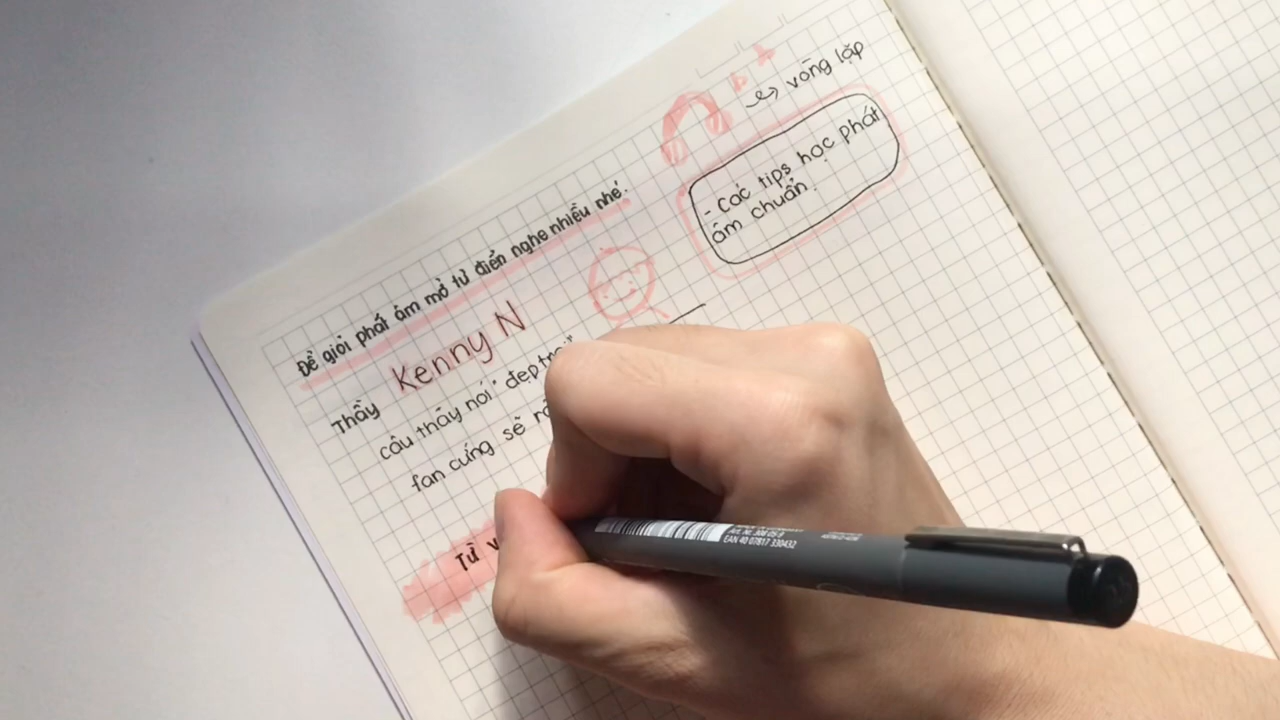 Để giỏi phát âm mở từ điển nghe nhiều nhé.
Thầy Kenny N
câu thầy nói "đẹp trai"
fan cứng sẽ
Từ
vòng lặp
- Các tips học phát
âm chuẩn.
EAN 40 07817 330432